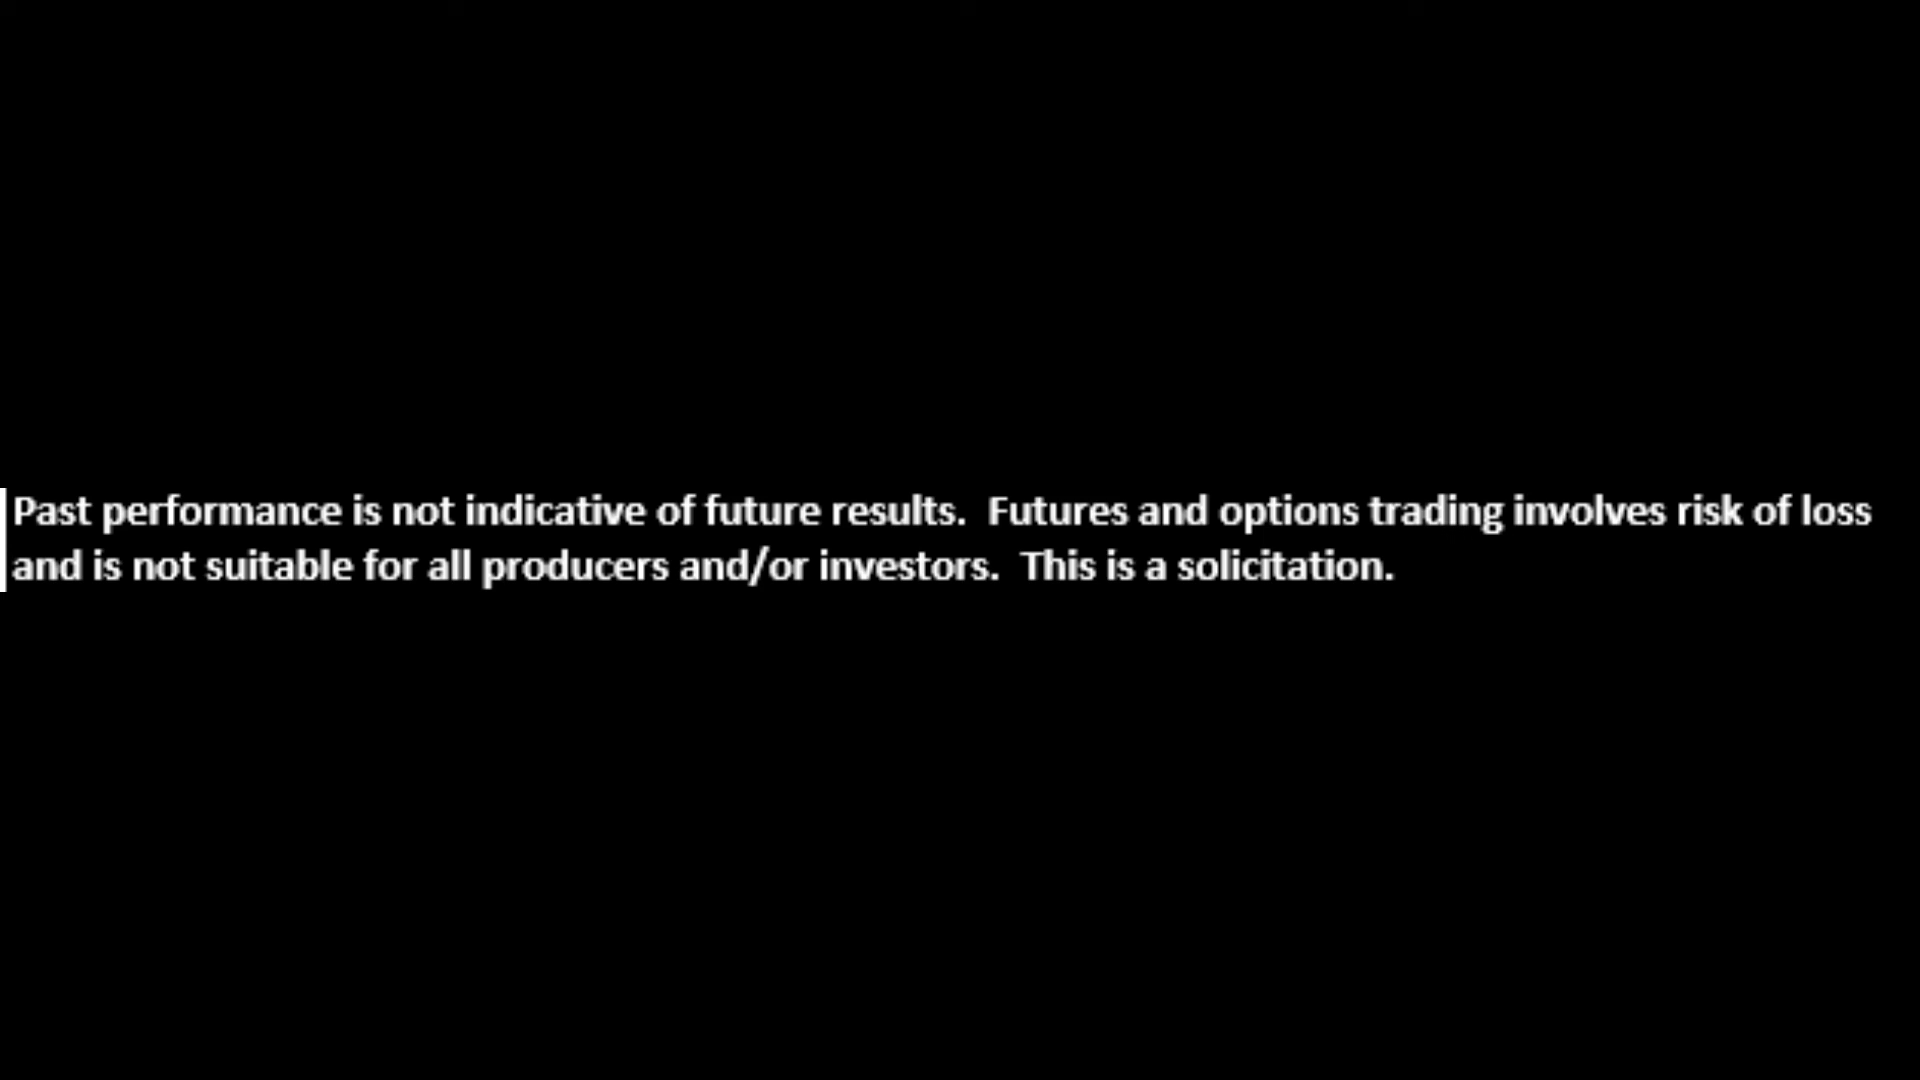 Past performance is not indicative of future results.  Futures and options trading involves risk of loss
and is not suitable for all producers and/or investors.  This is a solicitation.